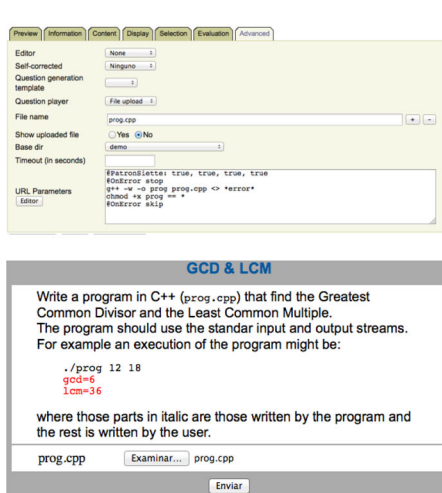 Preview Information Content Display Selection Evaluation Advanced
Editor None
Self-corrected Ninguno
Question generation
template
Question player File upload
File name prog.cpp + -
Show uploaded file Yes No
Base dir demo
Timeout (in seconds)
URL Parameters
Editor
#PatronSiette: true, true, true, true
#OnError stop
g++ -w -o prog prog.cpp <> *error*
chmod +x prog == *
#OnError skip
GCD & LCM
Write a program in C++ (prog.cpp) that find the Greatest
Common Divisor and the Least Common Multiple.
The program should use the standar input and output streams.
For example an execution of the program might be:
./prog 12 18
gcd=6
lcm=36
where those parts in italic are those written by the program and
the rest is written by the user.
prog.cpp Examinar... prog.cpp
Enviar